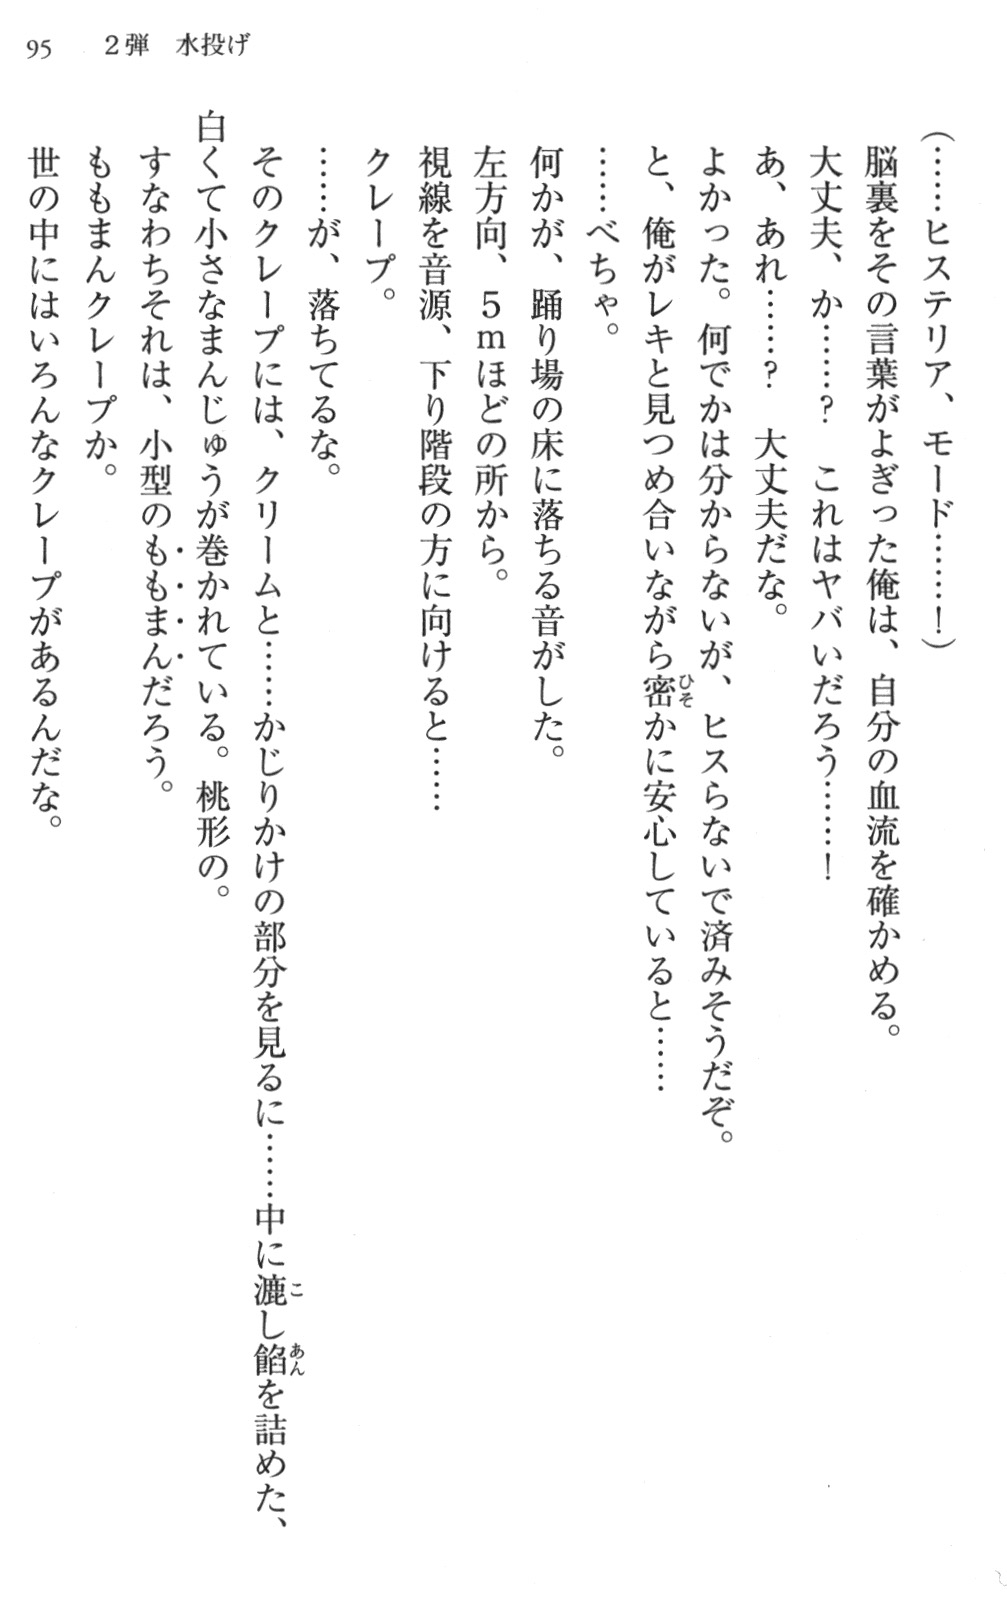 95　2弾　水投げ
（……ヒステリア、モード……！）
脳裏をその言葉がよぎった俺は、自分の血流を確かめる。
大丈夫、か……？　これはヤバいだろう……！
あ、あれ……？　大丈夫だな。
よかった。何でかは分からないが、ヒスらないで済みそうだぞ。
と、俺がレキと見つめ合いながら密かに安心していると……
……べちゃ。
何かが、踊り場の床に落ちる音がした。
左方向、5mほどの所から。
視線を音源、下り階段の方に向けると……
クレープ。
……が、落ちてるな。
そのクレープには、クリームと……かじりかけの部分を見るに……中に漉し餡を詰めた、
白くて小さなまんじゅうが巻かれている。桃形の。
すなわちそれは、小型のももまんだろう。
ももまんクレープか。
世の中にはいろんなクレープがあるんだな。